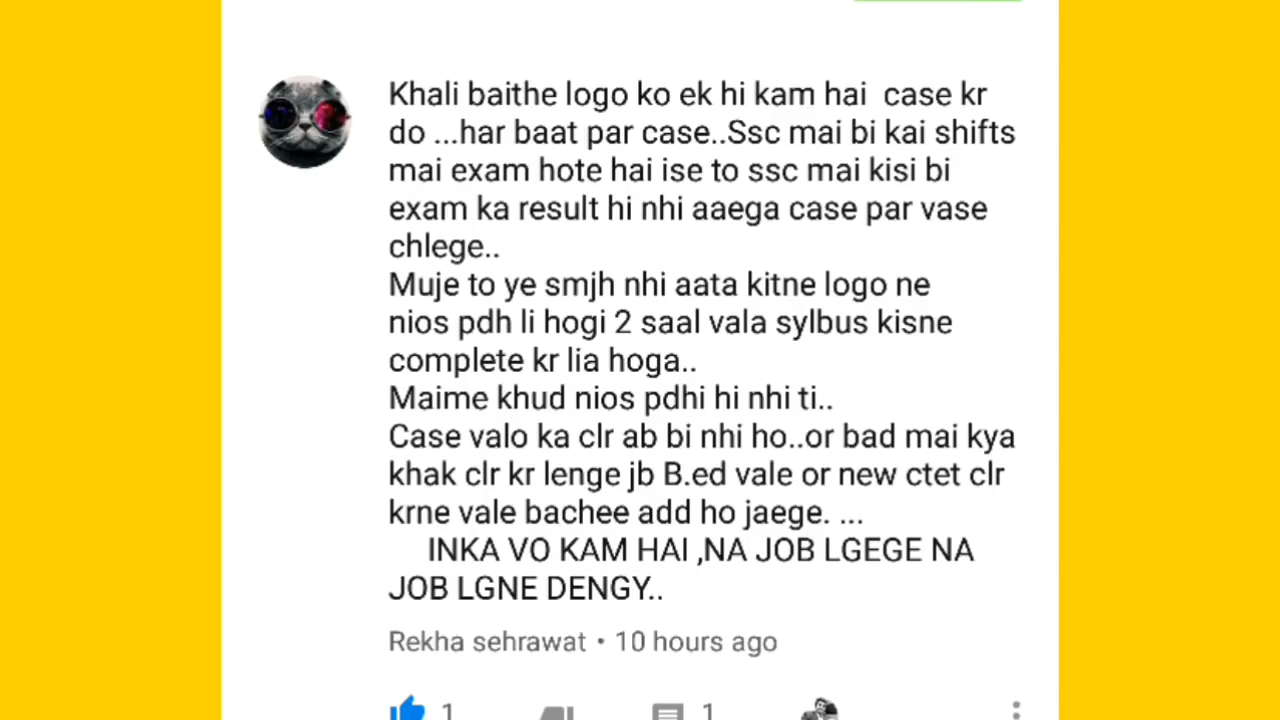 Khali baithe logo ko ek hi kam hai  case kr
do ...har baat par case..Ssc mai bi kai shifts
mai exam hote hai ise to ssc mai kisi bi
exam ka result hi nhi aaega case par vase
chlege..
Muje to ye smjh nhi aata kitne logo ne
nios pdh li hogi 2 saal vala sylbus kisne
complete kr lia hoga..
Maime khud nios pdhi hi nhi ti..
Case valo ka clr ab bi nhi ho..or bad mai kya
khak clr kr lenge jb B.ed vale or new ctet clr
krne vale bachee add ho jaege. ...
INKA VO KAM HAI ,NA JOB LGEGE NA
JOB LGNE DENGY..
Rekha sehrawat • 10 hours ago
1 1